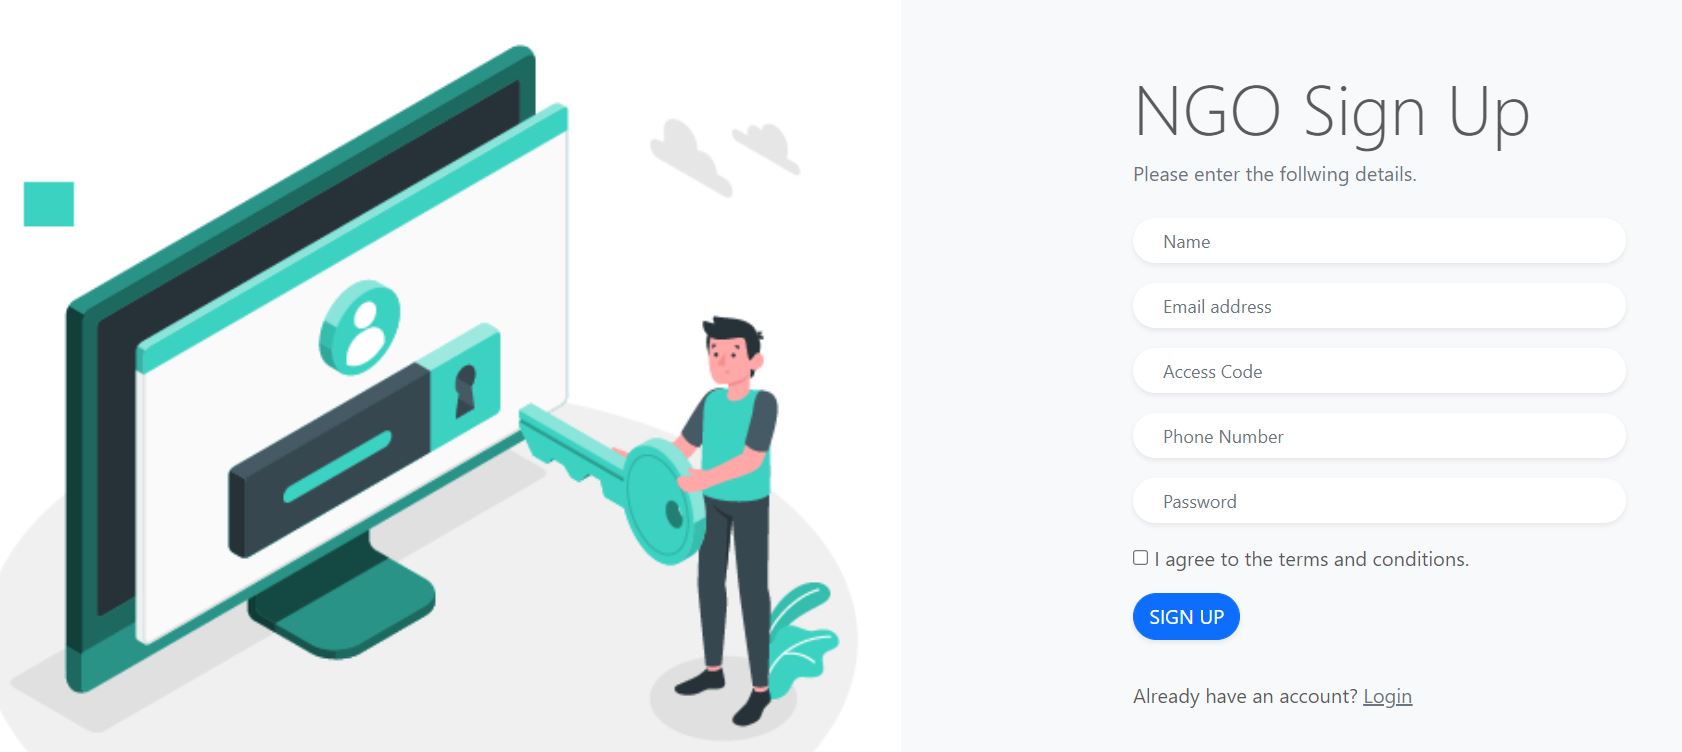 NGO Sign Up
Please enter the follwing details.
Name
Email address
Access Code
Phone Number
Password
I agree to the terms and conditions.
SIGN UP
Already have an account? Login